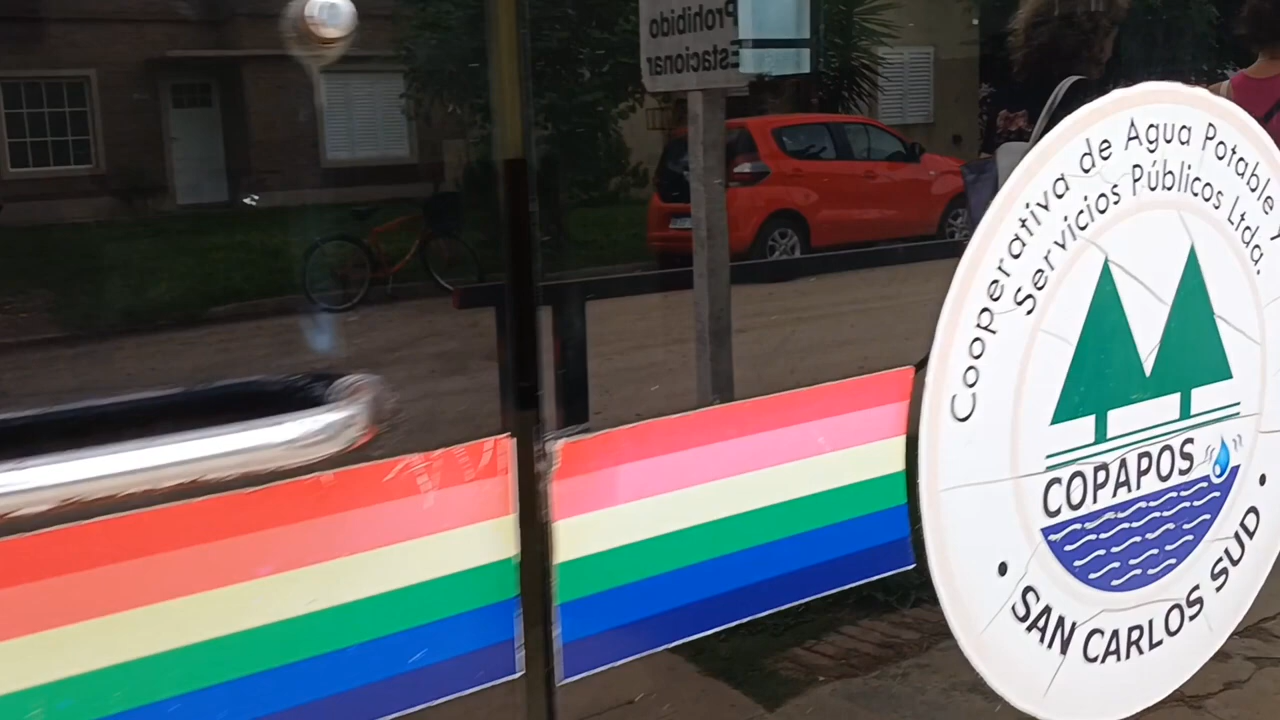 Prohibido
Estacionar
Cooperativa de Agua Potable y
Servicios Públicos Ltda.
COPAPOS
• SAN CARLOS SUD •